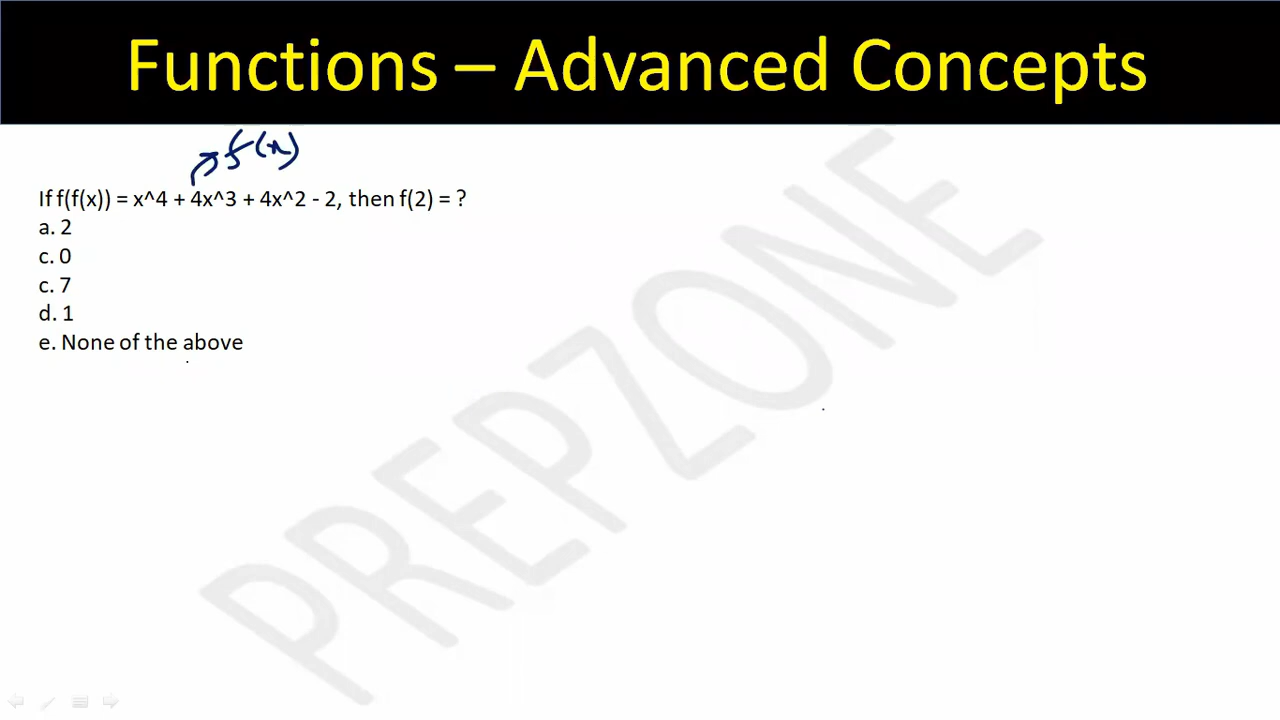 Functions – Advanced Concepts
f(x)
If f(f(x)) = x^4 + 4x^3 + 4x^2 - 2, then f(2) = ?
a. 2
c. 0
c. 7
d. 1
e. None of the above
PREPZONE